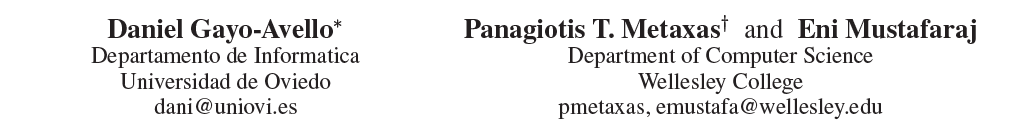 Daniel Gayo-Avello*
Departamento de Informatica
Universidad de Oviedo
dani@uniovi.es
Panagiotis T. Metaxas† and Eni Mustafaraj
Department of Computer Science
Wellesley College
pmetaxas, emustafa@wellesley.edu